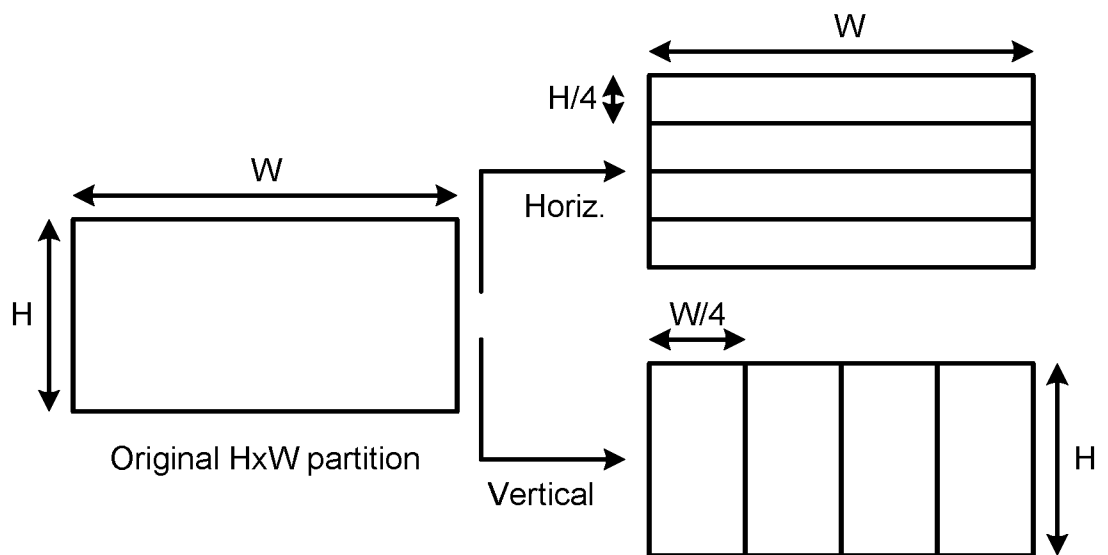 W
H
Original HxW partition
Horiz.
Vertical
W
H/4
W/4
H